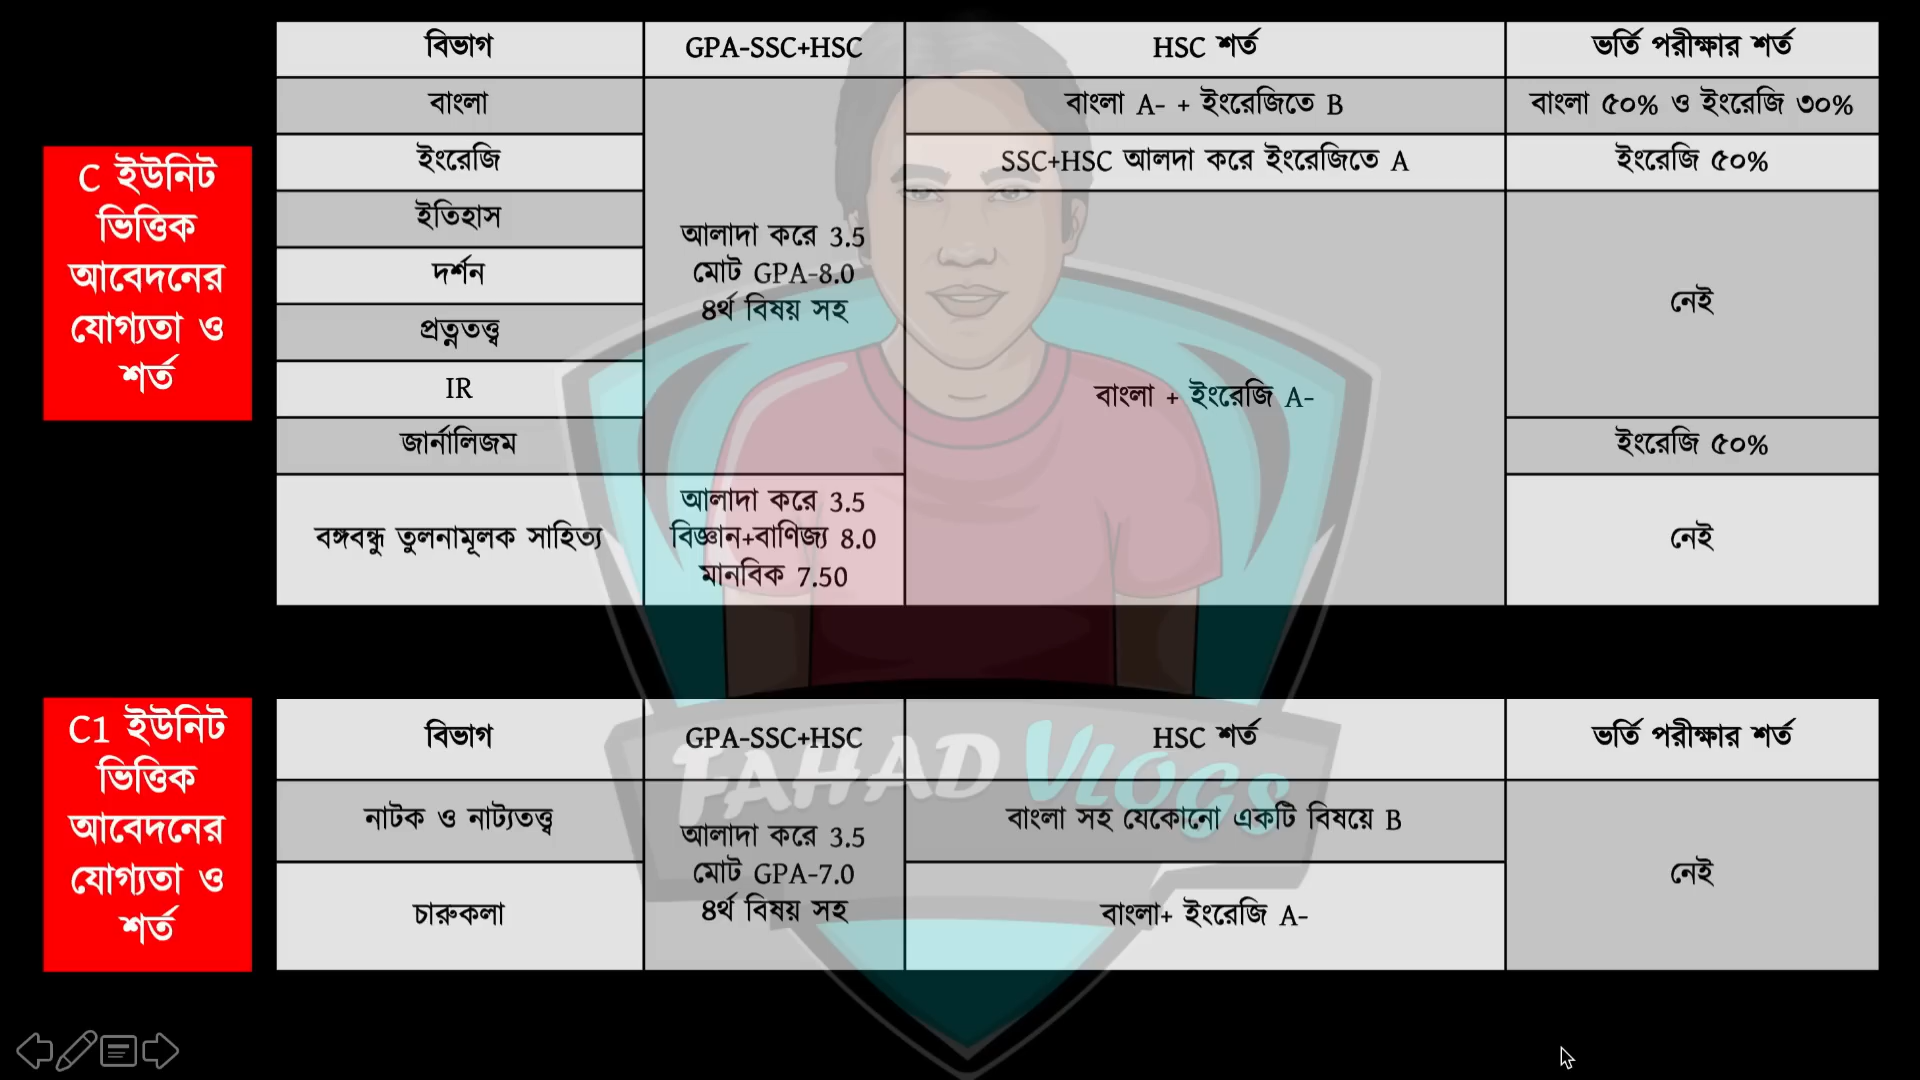 C ইউনিট
ভিত্তিক
আবেদনের
যোগ্যতা ও
শর্ত
বিভাগ GPA-SSC+HSC HSC শর্ত ভর্তি পরীক্ষার শর্ত
বাংলা বাংলা A- + ইংরেজিতে B বাংলা ৫০% ও ইংরেজি ৩০%
ইংরেজি SSC+HSC আলদা করে ইংরেজিতে A ইংরেজি ৫০%
ইতিহাস
আলাদা করে 3.5
দর্শন মোট GPA-8.0
৪র্থ বিষয় সহ
নেই
প্রত্নতত্ত্ব
IR
বাংলা + ইংরেজি A-
জার্নালিজম ইংরেজি ৫০%
আলাদা করে 3.5
বঙ্গবন্ধু তুলনামূলক সাহিত্য বিজ্ঞান+বাণিজ্য 8.0 নেই
মানবিক 7.50
C1 ইউনিট
ভিত্তিক
আবেদনের
যোগ্যতা ও
শর্ত
বিভাগ GPA-SSC+HSC HSC শর্ত ভর্তি পরীক্ষার শর্ত
নাটক ও নাট্যতত্ত্ব বাংলা সহ যেকোনো একটি বিষয়ে B
আলাদা করে 3.5
মোট GPA-7.0
৪র্থ বিষয় সহ
নেই
চারুকলা বাংলা+ ইংরেজি A-
FAHAD VLOGS